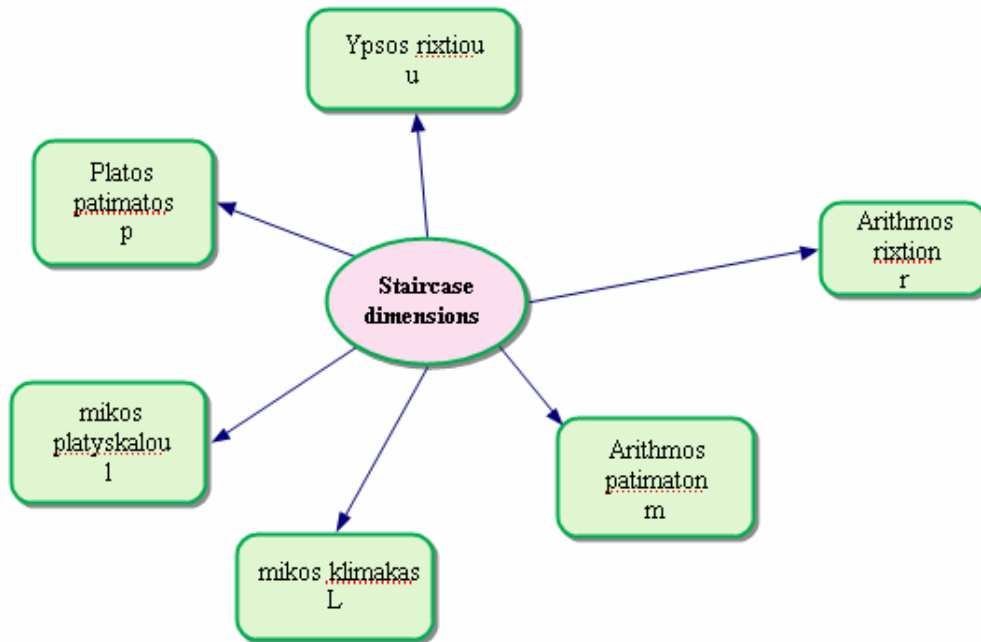 Ypsos rixtiou
u
Platos
patimatos
p
Arithmos
rixtion
r
Staircase
dimensions
mikos
platyskalou
l
Arithmos
patimaton
m
mikos klimakas
L